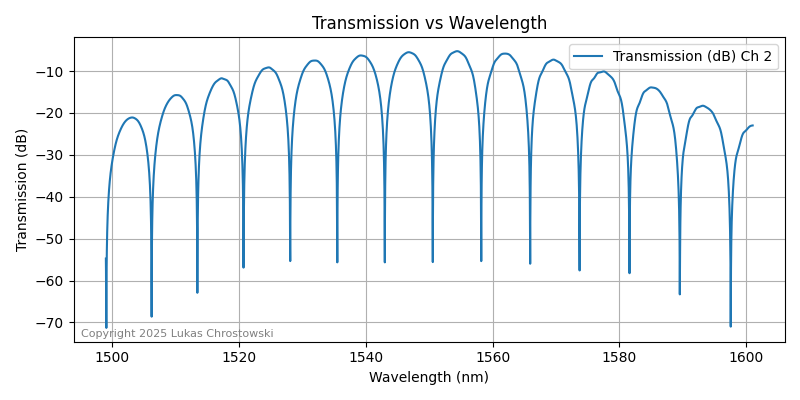 Transmission vs Wavelength
Transmission (dB) Ch 2
Transmission (dB)
−10
−20
−30
−40
−50
−60
−70
Copyright 2025 Lukas Chrostowski
1500 1520 1540 1560 1580 1600
Wavelength (nm)